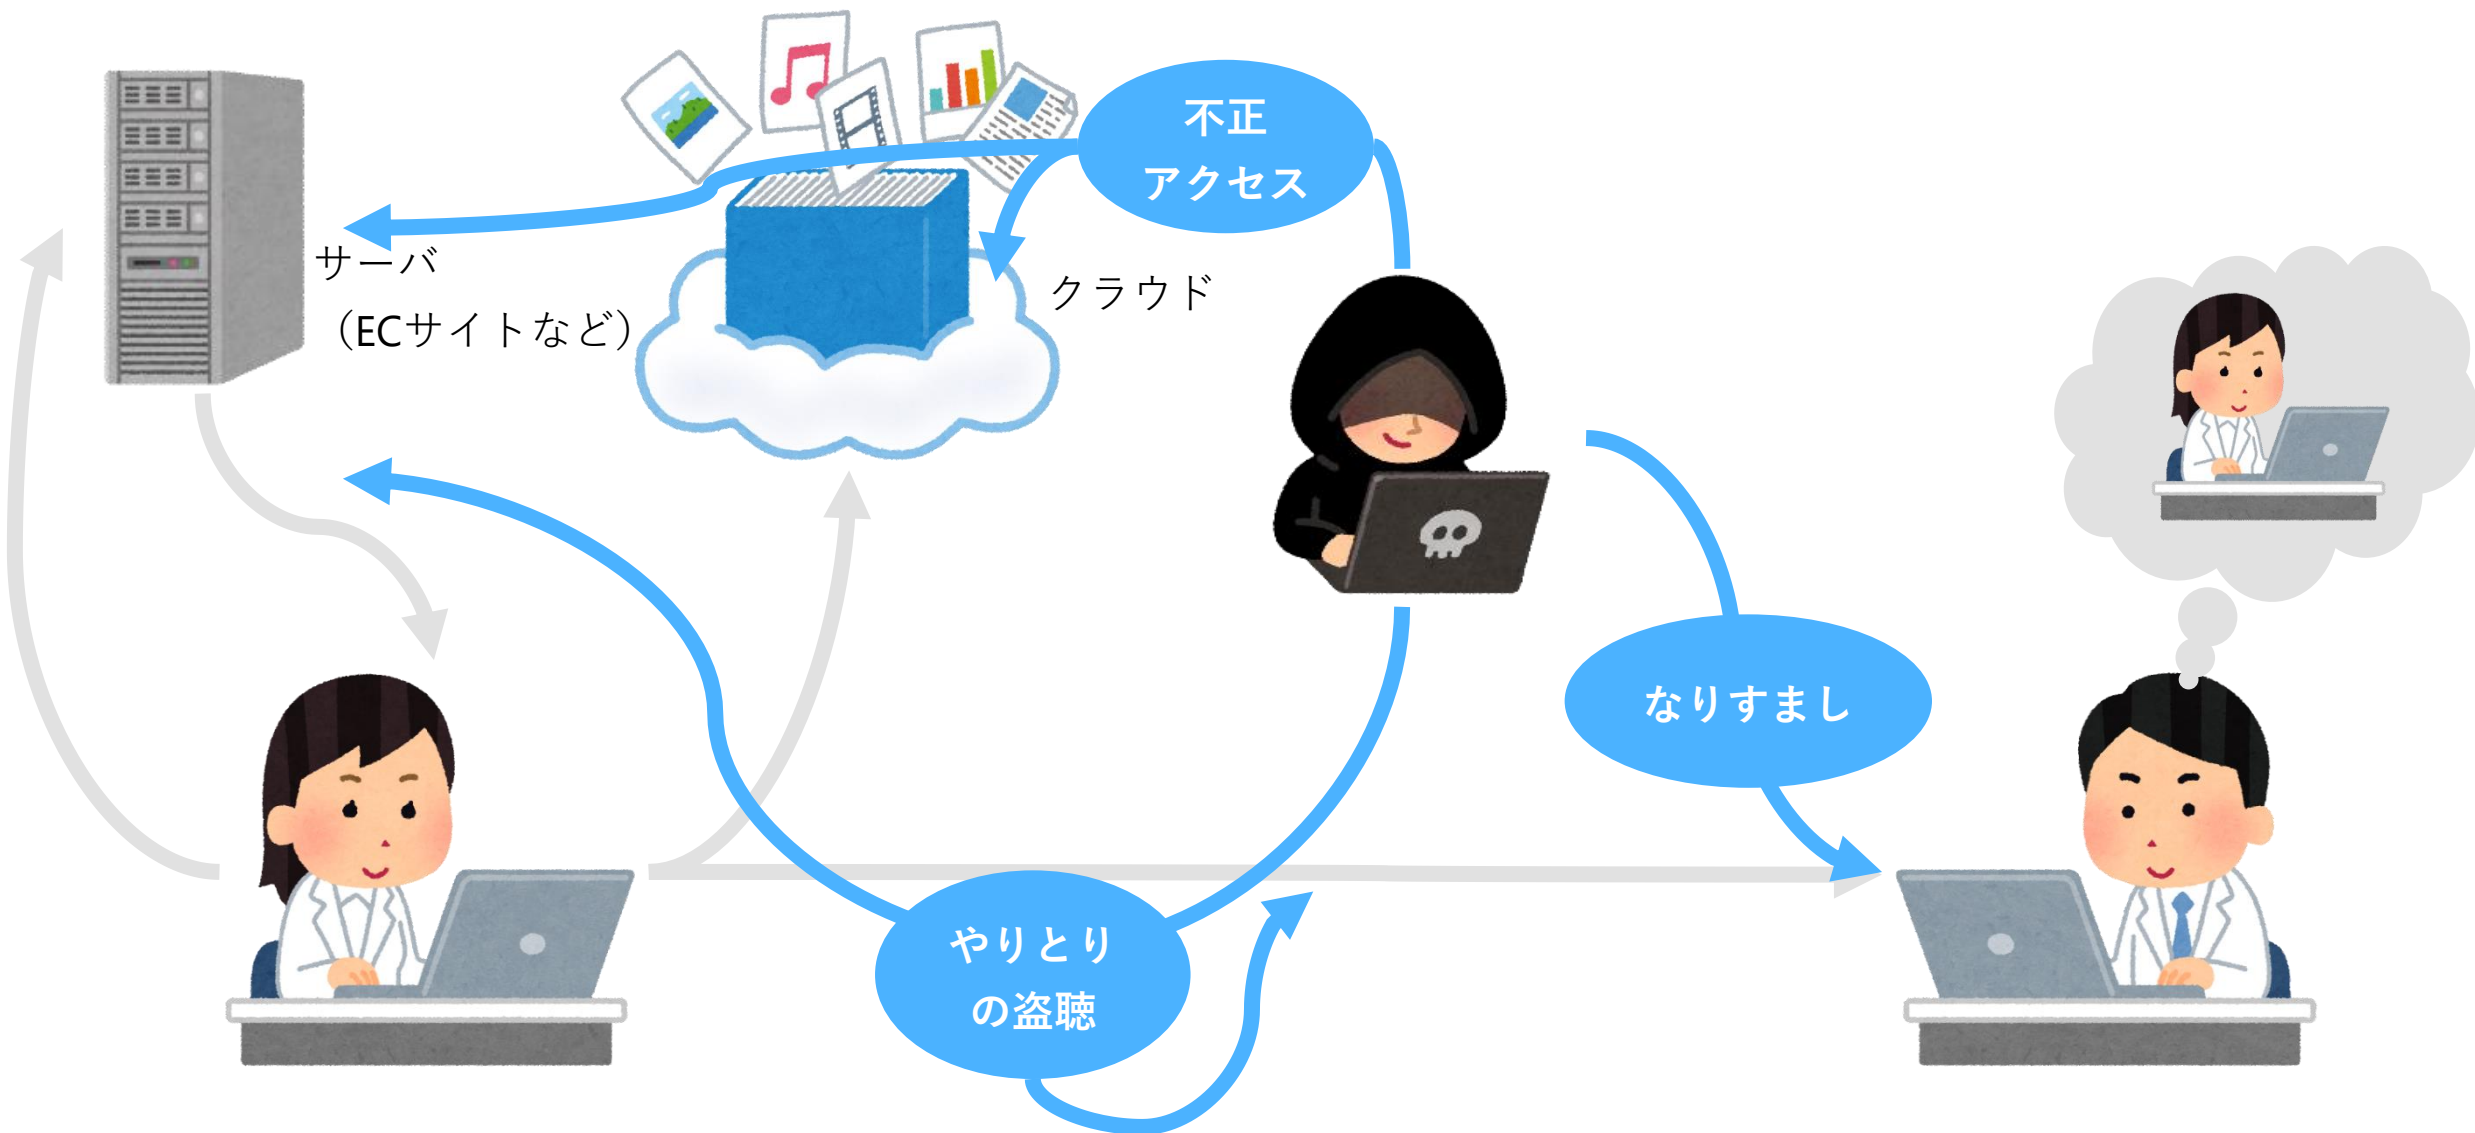 不正
アクセス
サーバ
（ECサイトなど）
クラウド
なりすまし
やりとり
の盗聴